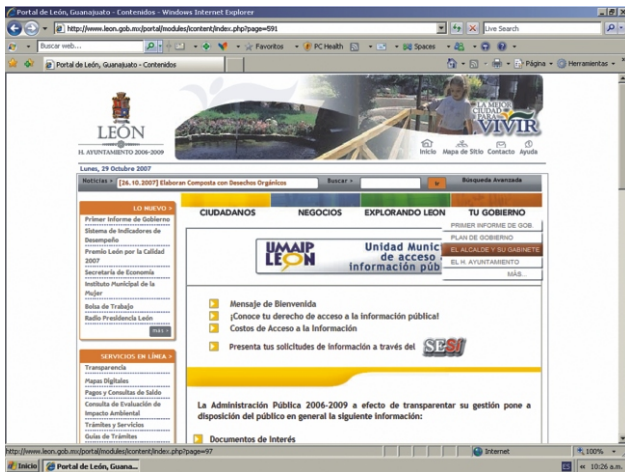 Portal de León, Guanajuato - Contenidos - Windows Internet Explorer
http://www.leon.gob.mx/portal/modules/icontent/index.php?page=591
Live Search
Buscar web...
Favoritos
PC Health
Spaces
Portal de León, Guanajuato - Contenidos
Página
Herramientas
LEÓN
H. AYUNTAMIENTO 2006-2009
LA MEJOR
CIUDAD
PARA
VIVIR
Inicio Mapa de Sitio Contacto Ayuda
Lunes, 29 Octubre 2007
Noticias » [26.10.2007] Elaboran Composta con Desechos Orgánicos Buscar » Búsqueda Avanzada
LO NUEVO »
Primer Informe de Gobierno
Sistema de Indicadores de
Desempeño
Premio León por la Calidad
2007
Secretaría de Economía
Instituto Municipal de la
Mujer
Bolsa de Trabajo
Radio Presidencia León
más »
SERVICIOS EN LÍNEA »
Transparencia
Mapas Digitales
Pagos y Consultas de Saldo
Consulta de Evaluación de
Impacto Ambiental
Trámites y Servicios
Guías de Trámites
CIUDADANOS NEGOCIOS EXPLORANDO LEON TU GOBIERNO
PRIMER INFORME DE GOB.
PLAN DE GOBIERNO
EL ALCALDE Y SU GABINETE
EL H. AYUNTAMIENTO
MÁS...
UMAIP
LEÓN
Unidad Munic
de acceso
información púb
Mensaje de Bienvenida
¡Conoce tu derecho de acceso a la información pública!
Costos de Acceso a la Información
Presenta tus solicitudes de información a través del SESI
La Administración Pública 2006-2009 a efecto de transparentar su gestión pone a
disposición del público en general la siguiente información:
Documentos de Interés
http://www.leon.gob.mx/portal/modules/icontent/index.php?page=97
Internet
100%
Inicio
Portal de León, Guana...
10:26 a.m.